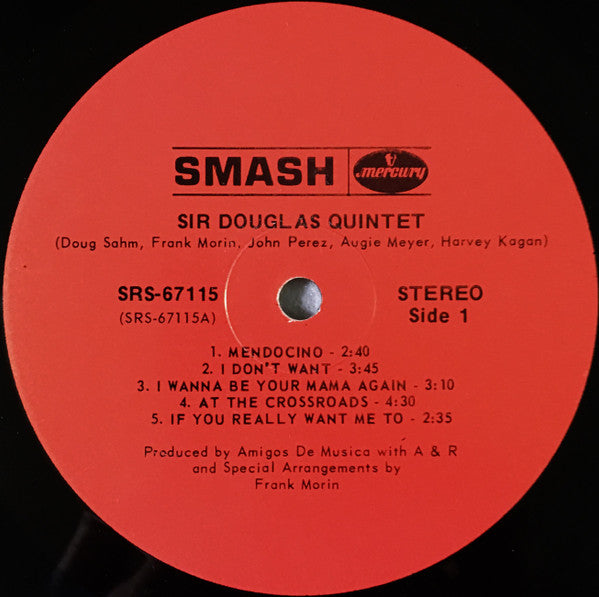 SMASH mercury
SIR DOUGLAS QUINTET
(Doug Sahm, Frank Morin, John Perez, Augie Meyer, Harvey Kagan)
SRS-67115 STEREO
(SRS-67115A) Side 1
1. MENDOCINO - 2:40
2. I DON'T WANT - 3:45
3. I WANNA BE YOUR MAMA AGAIN - 3:10
4. AT THE CROSSROADS - 4:30
5. IF YOU REALLY WANT ME TO - 2:35
Produced by Amigos De Musica with A & R
and Special Arrangements by
Frank Morin